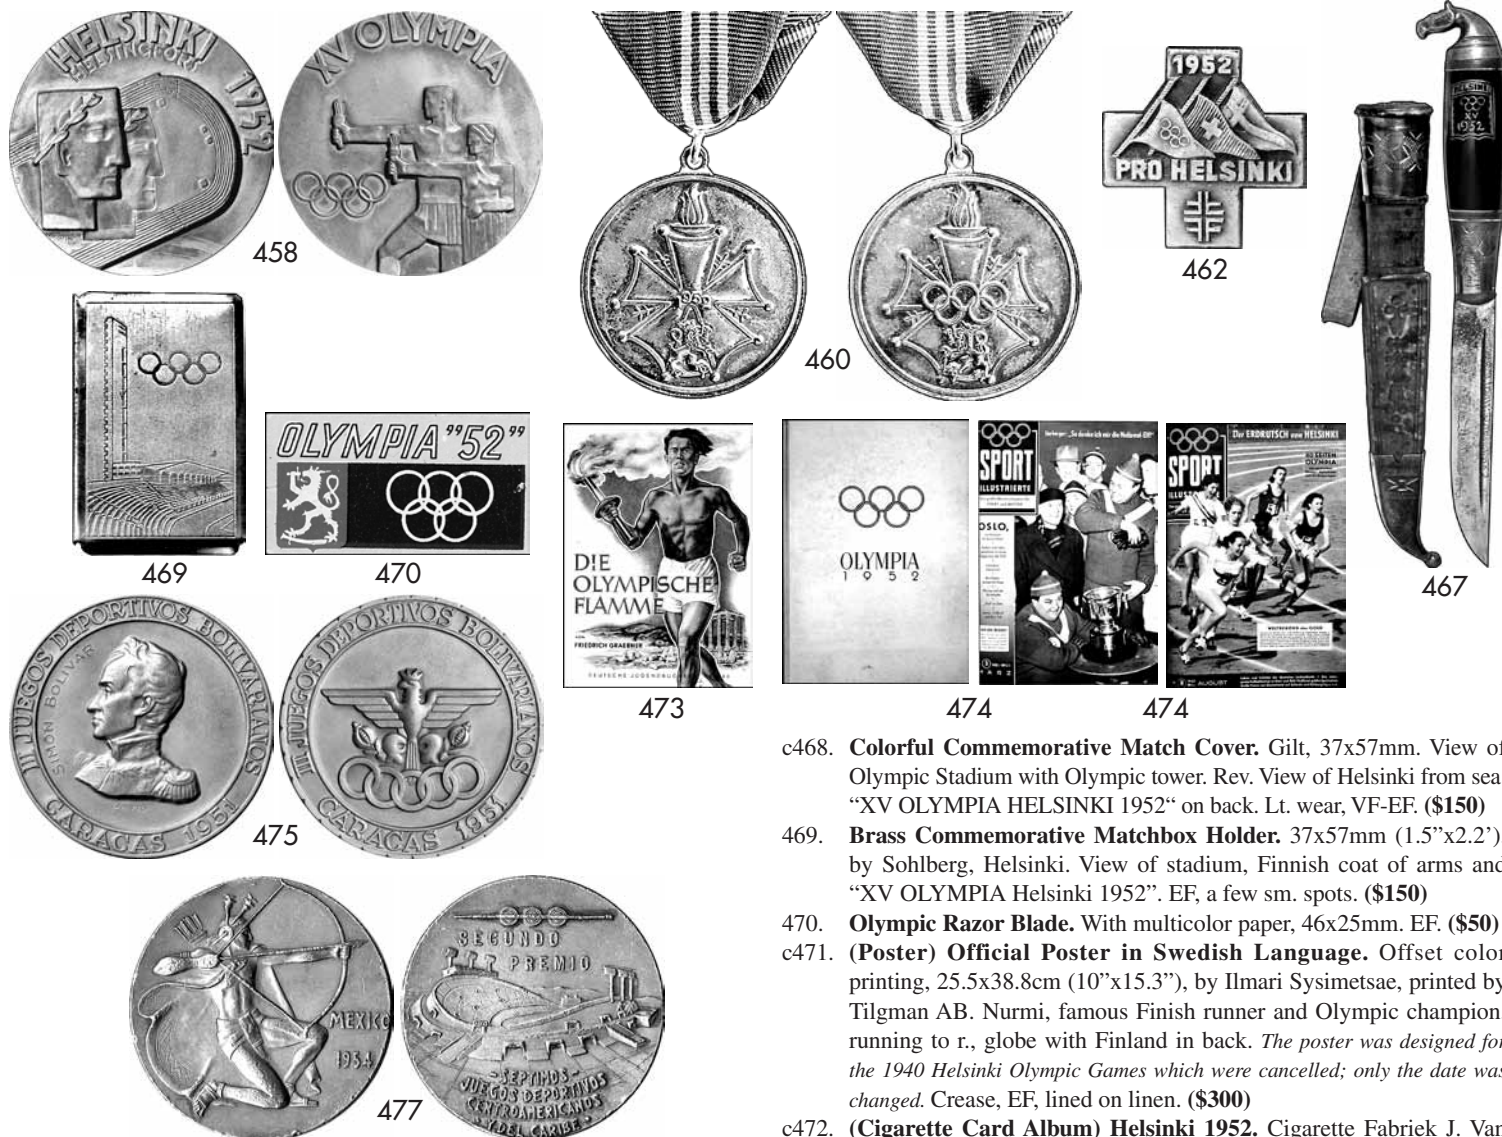 HELSINKI
HELSINGFORS
1952
XV OLYMPIA
458
460
1952
PRO HELSINKI
462
HELSINKI
XV
1952
467
469
OLYMPIA "52"
470
DIE
OLYMPISCHE
FLAMME
FRIEDRICH GRAEBNER
473
OLYMPIA
1952
474
SPORT
ILLUSTRIERTE
OSLO,
MARZ
474
Der ERDRUTSCH von HELSINKI
SPORT
AUGUST
III JUEGOS DEPORTIVOS BOLIVARIANOS
SIMON BOLIVAR
CARACAS 1951
475
III JUEGOS DEPORTIVOS BOLIVARIANOS
CARACAS 1951
MEXICO
1954
477
SEGUNDO
PREMIO
-SEPTIMOS-
JUEGOS DEPORTIVOS
CENTROAMERICANOS
-Y DEL CARIBE-
c468. Colorful Commemorative Match Cover. Gilt, 37x57mm. View of
Olympic Stadium with Olympic tower. Rev. View of Helsinki from sea
“XV OLYMPIA HELSINKI 1952“ on back. Lt. wear, VF-EF. ($150)
469. Brass Commemorative Matchbox Holder. 37x57mm (1.5”x2.2’)
by Sohlberg, Helsinki. View of stadium, Finnish coat of arms and
“XV OLYMPIA Helsinki 1952”. EF, a few sm. spots. ($150)
470. Olympic Razor Blade. With multicolor paper, 46x25mm. EF. ($50)
c471. (Poster) Official Poster in Swedish Language. Offset color
printing, 25.5x38.8cm (10”x15.3”), by Ilmari Sysimetsae, printed by
Tilgman AB. Nurmi, famous Finish runner and Olympic champion
running to r., globe with Finland in back. The poster was designed for
the 1940 Helsinki Olympic Games which were cancelled; only the date was
changed. Crease, EF, lined on linen. ($300)
c472. (Cigarette Card Album) Helsinki 1952. Cigarette Fabriek J. Van